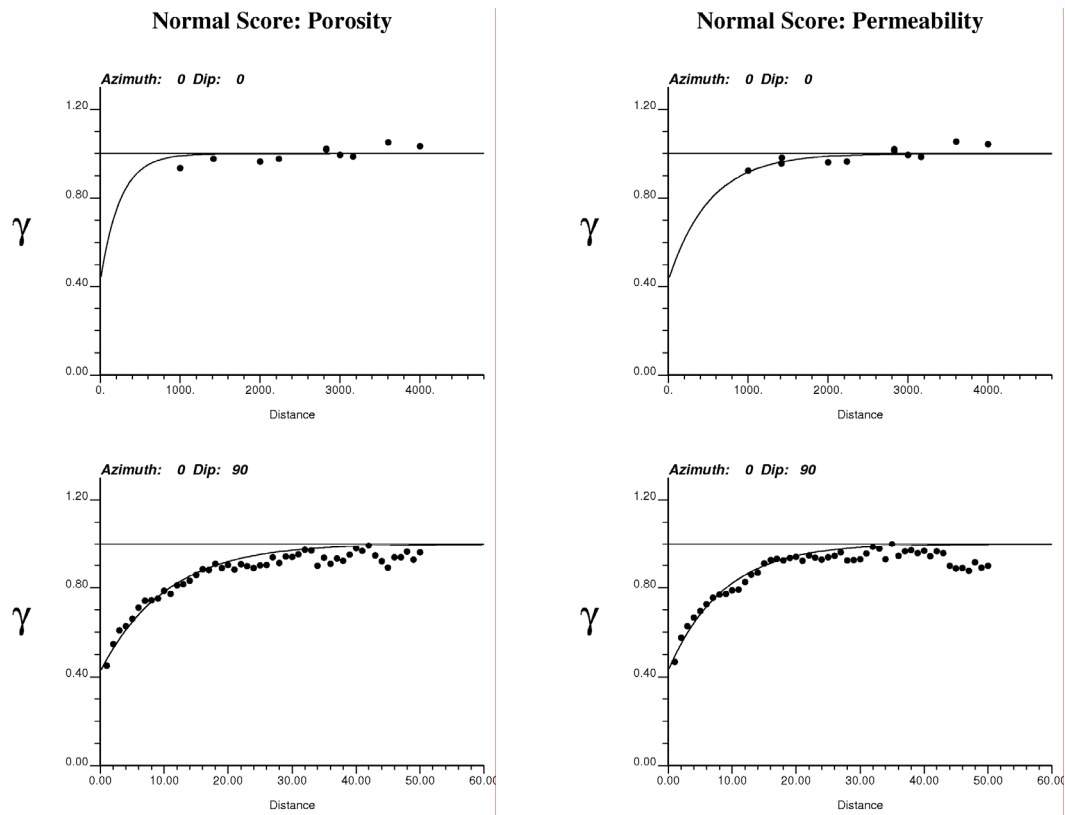 Normal Score: Porosity
Azimuth: 0 Dip: 0
1.20
0.80
γ
0.40
0.00
0. 1000. 2000. 3000. 4000.
Distance
Normal Score: Permeability
Azimuth: 0 Dip: 0
1.20
0.80
γ
0.40
0.00
0. 1000. 2000. 3000. 4000.
Distance
Azimuth: 0 Dip: 90
1.20
0.80
γ
0.40
0.00
0.00 10.00 20.00 30.00 40.00 50.00 60.00
Distance
Azimuth: 0 Dip: 90
1.20
0.80
γ
0.40
0.00
0.00 10.00 20.00 30.00 40.00 50.00 60.0
Distance